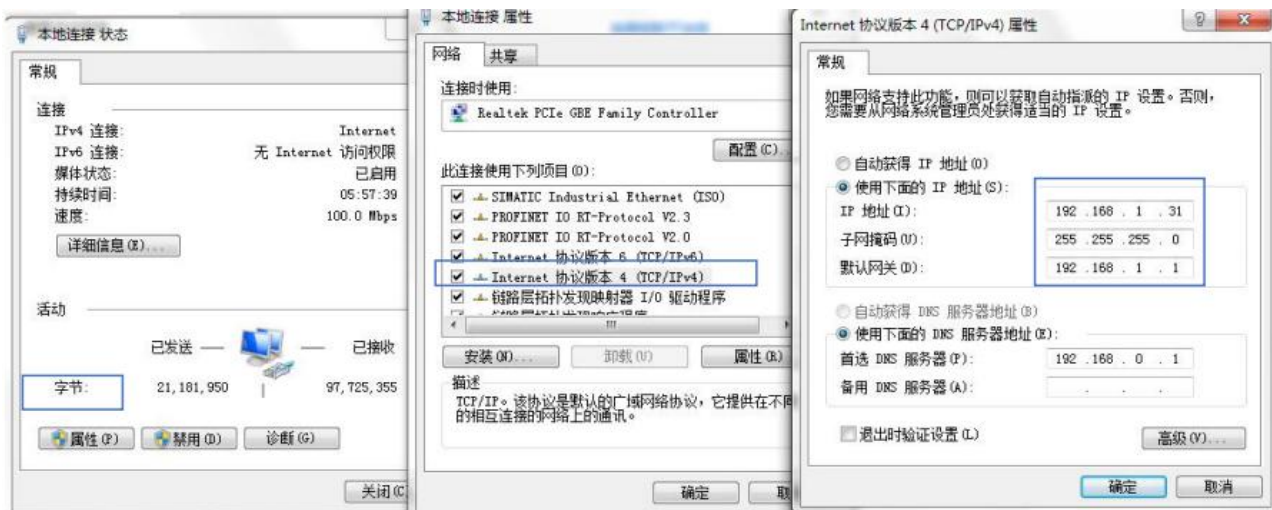 本地连接 状态
常规
连接
IPv4 连接: Internet
IPv6 连接: 无 Internet 访问权限
媒体状态: 已启用
持续时间: 05:57:39
速度: 100.0 Mbps
详细信息(E)...
活动
已发送 — — 已接收
字节: 21,181,950 97,725,355
属性(P) 禁用(D) 诊断(G)
关闭(C
本地连接 属性
网络 共享
连接时使用:
Realtek PCIe GBE Family Controller
配置(C)...
此连接使用下列项目(O):
SIMATIC Industrial Ethernet (ISO)
PROFINET IO RT-Protocol V2.3
PROFINET IO RT-Protocol V2.0
Internet 协议版本 6 (TCP/IPv6)
Internet 协议版本 4 (TCP/IPv4)
链路层拓扑发现映射器 I/O 驱动程序
链路层拓扑发现响应程序
安装(N)... 卸载(U) 属性(R)
描述
TCP/IP。该协议是默认的广域网络协议，它提供在不同
的相互连接的网络上的通讯。
确定 取
Internet 协议版本 4 (TCP/IPv4) 属性
常规
如果网络支持此功能，则可以获取自动指派的 IP 设置。否则，
您需要从网络系统管理员处获得适当的 IP 设置。
自动获得 IP 地址(O)
使用下面的 IP 地址(S):
IP 地址(I): 192 .168 . 1 . 31
子网掩码(U): 255 .255 .255 . 0
默认网关(D): 192 .168 . 1 . 1
自动获得 DNS 服务器地址(B)
使用下面的 DNS 服务器地址(E):
首选 DNS 服务器(P): 192 .168 . 0 . 1
备用 DNS 服务器(A): . . .
退出时验证设置(L)
高级(V)...
确定 取消